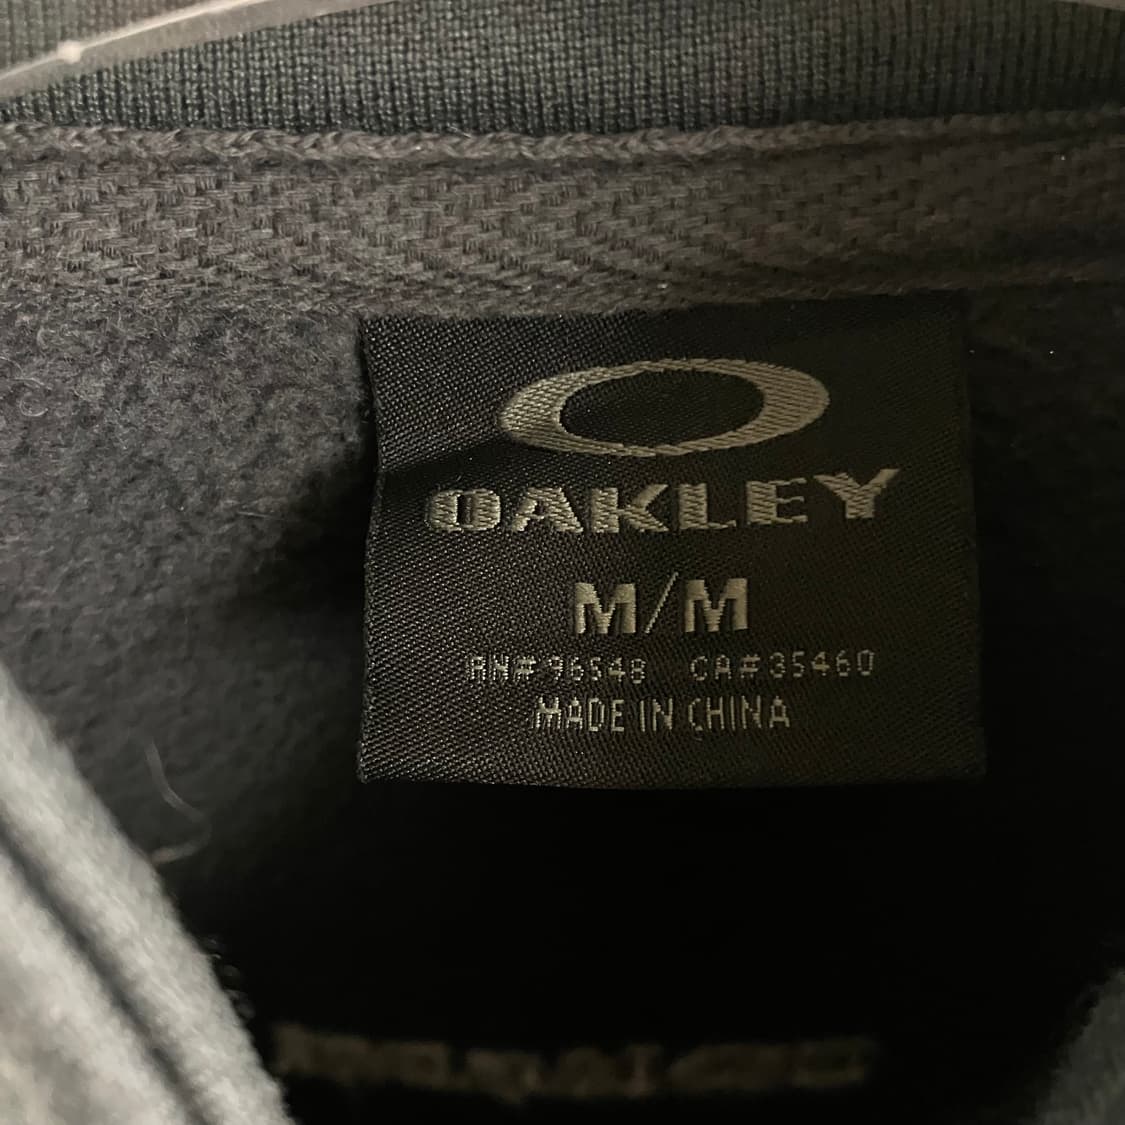 OAKLEY
M/M
RN# 96548 CA#35460
MADE IN CHINA